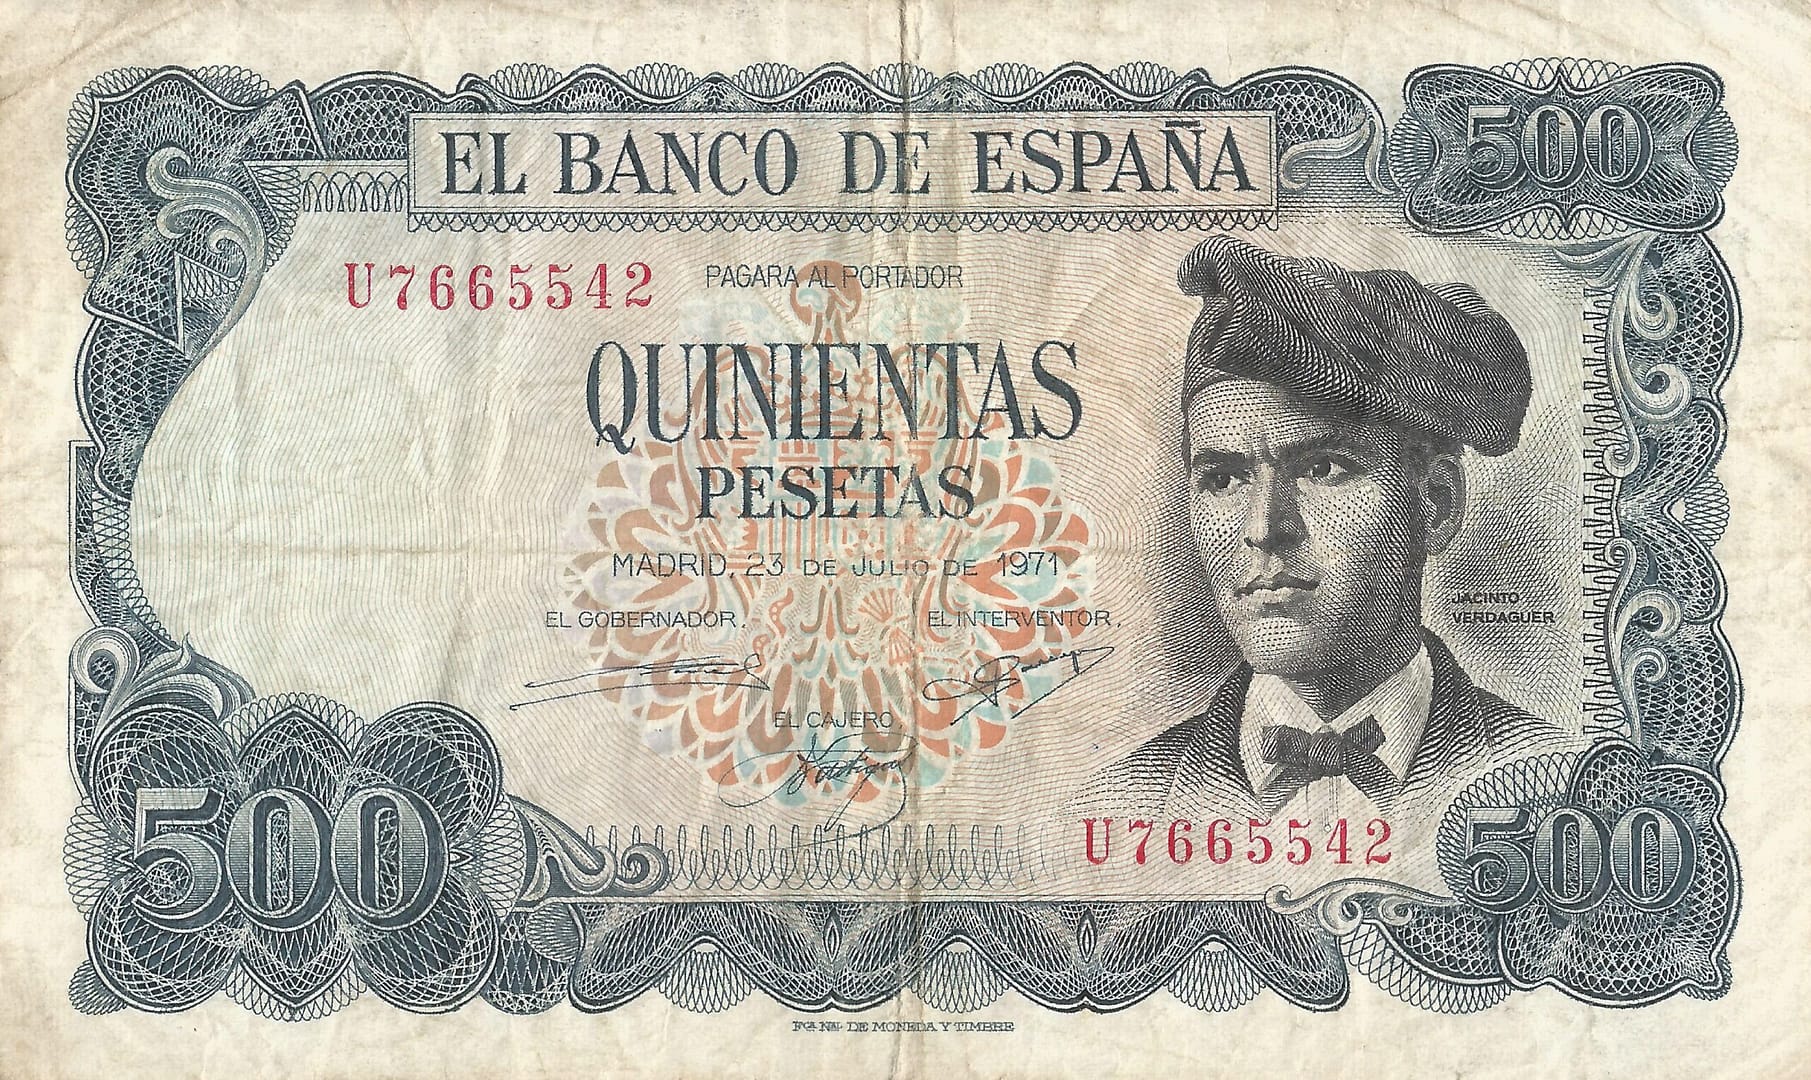 EL BANCO DE ESPAÑA
500
U7665542
PAGARA AL PORTADOR
QUINIENTAS
PESETAS
MADRID, 23 DE JULIO DE 1971
EL GOBERNADOR,
EL INTERVENTOR,
JACINTO
VERDAGUER
EL CAJERO
500
U7665542
500
FCA. NAL. DE MONEDA Y TIMBRE